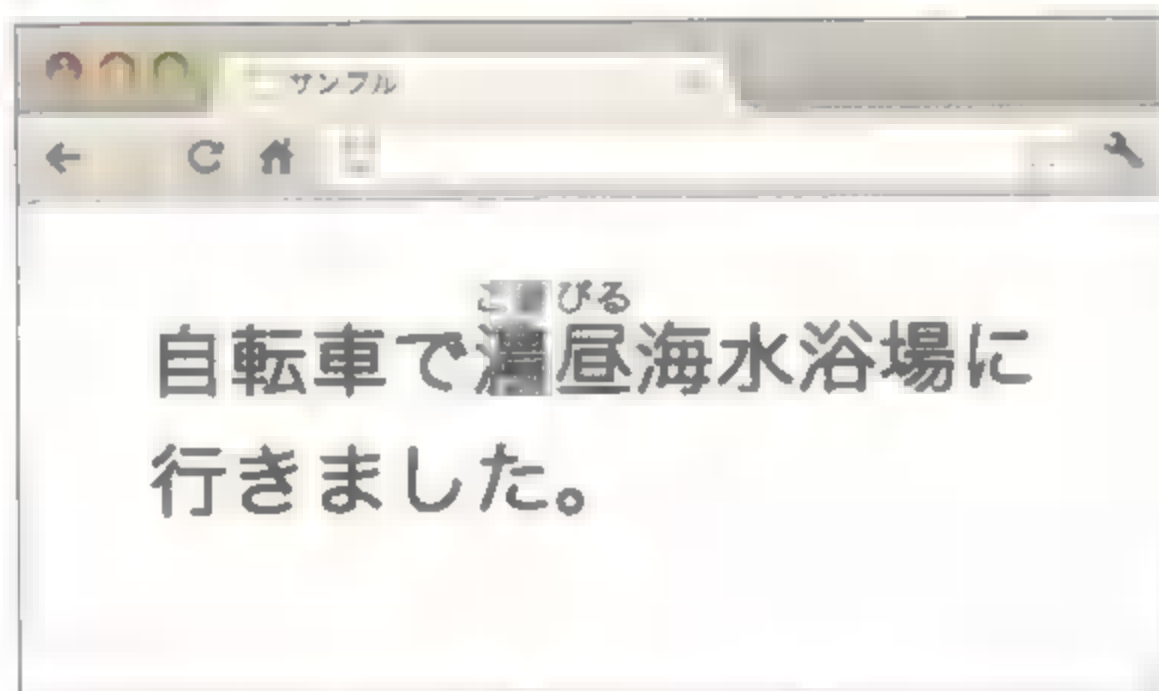 サンプル
びる
自転車で濃昼海水浴場に
行きました。